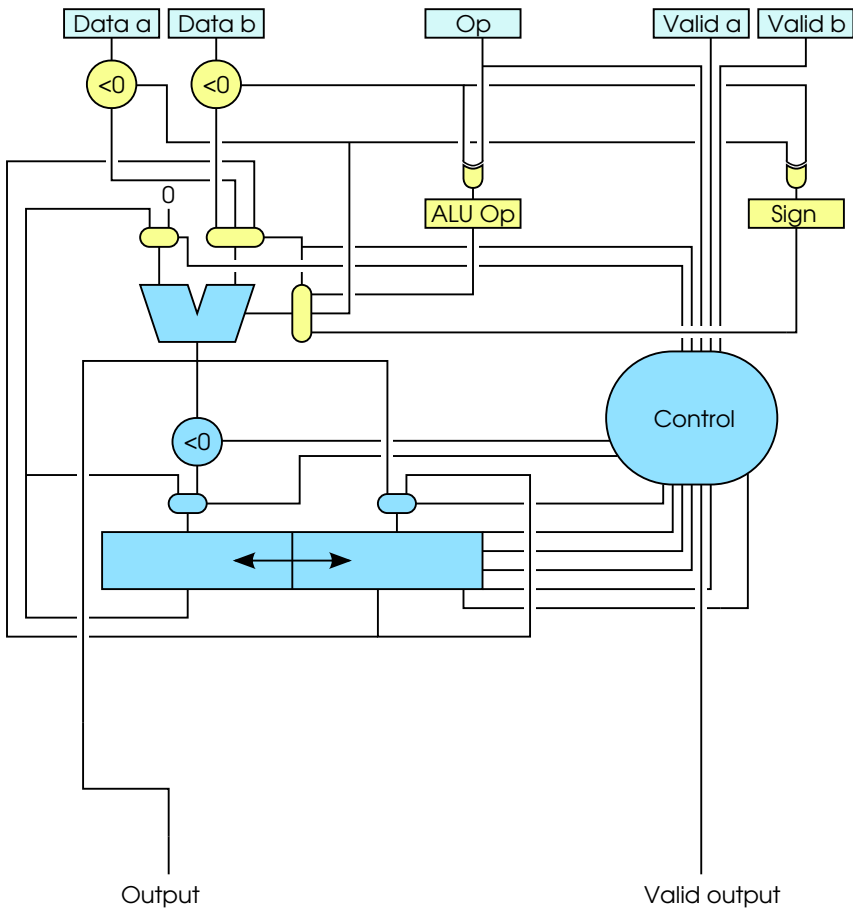 Data a
Data b
Op
Valid a
Valid b
<0
<0
0
ALU Op
Sign
Control
<0
Output
Valid output